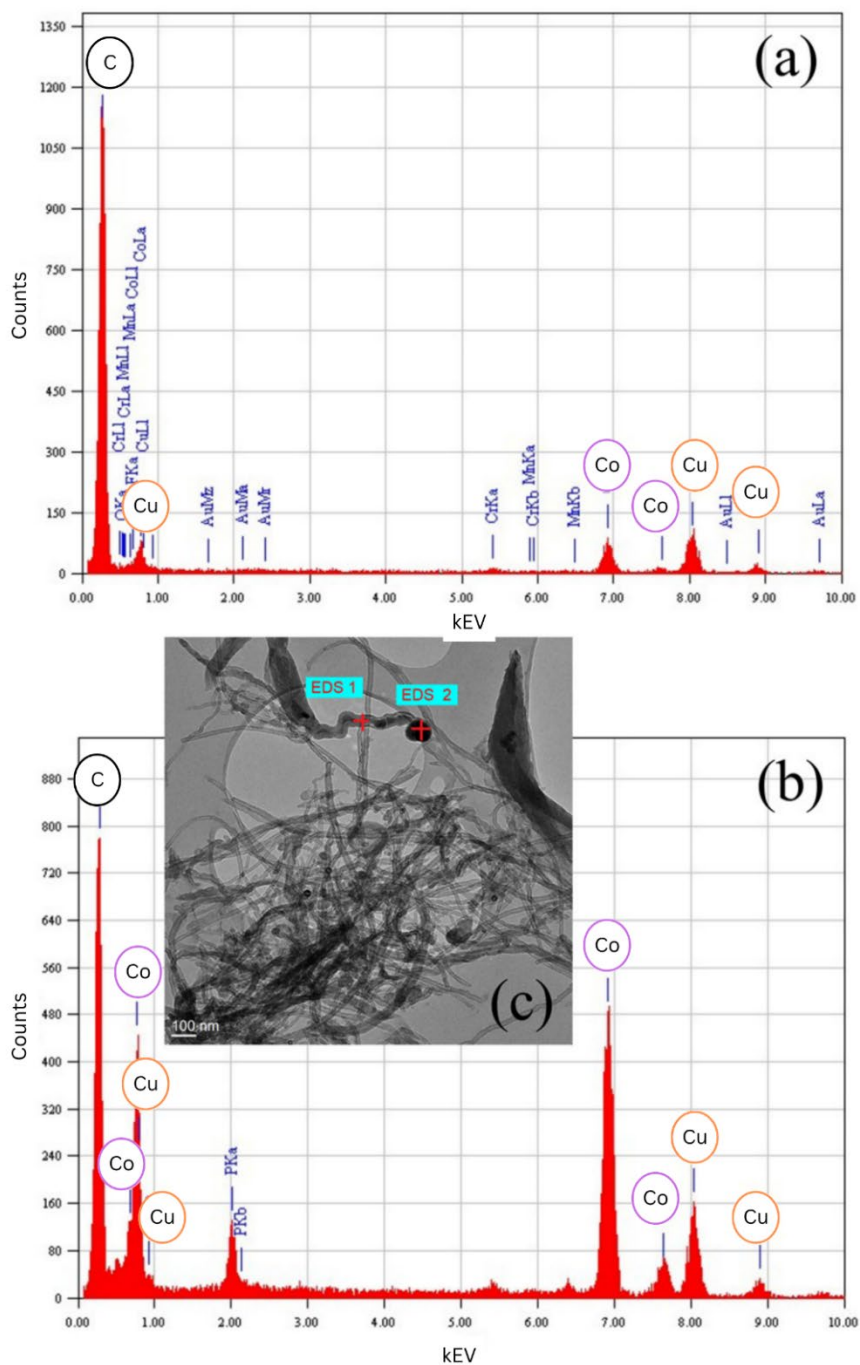 (a)
1350
1200
1050
900
750
600
450
300
150
0
Counts
C
OKa
CrLl
CrLa
MnLl
FKa
MnLa
CuLl
CoLl
CoLa
Cu
AuMz
AuMa
AuMr
CrKa
CrKb
MnKa
MnKb
Co
Co
Cu
AuLl
Cu
AuLa
0.00 1.00 2.00 3.00 4.00 5.00 6.00 7.00 8.00 9.00 10.00
kEV
EDS 1
EDS 2
100 nm
(c)
(b)
880
800
720
640
560
480
400
320
240
160
80
0
Counts
C
Co
Cu
Co
Cu
PKa
PKb
Co
Co
Cu
Cu
0.00 1.00 2.00 3.00 4.00 5.00 6.00 7.00 8.00 9.00 10.00
kEV